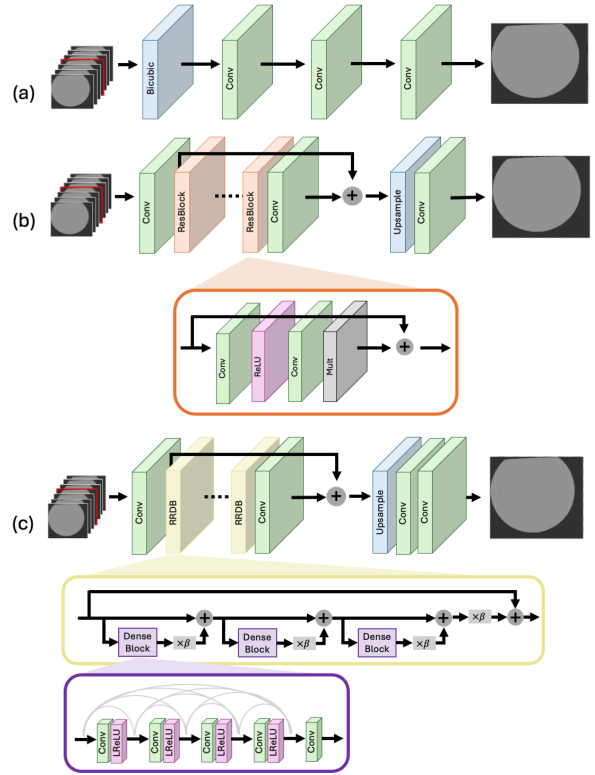 (a)
Bicubic
Conv
Conv
Conv
(b)
Conv
ResBlock
ResBlock
Conv
+
Upsample
Conv
Conv
ReLU
Conv
Mult
+
(c)
Conv
RRDB
RRDB
Conv
+
Upsample
Conv
Conv
+
+
+
×β
+
Dense
Block
×β
Dense
Block
×β
Dense
Block
×β
Conv
LReLU
Conv
LReLU
Conv
LReLU
Conv
LReLU
Conv